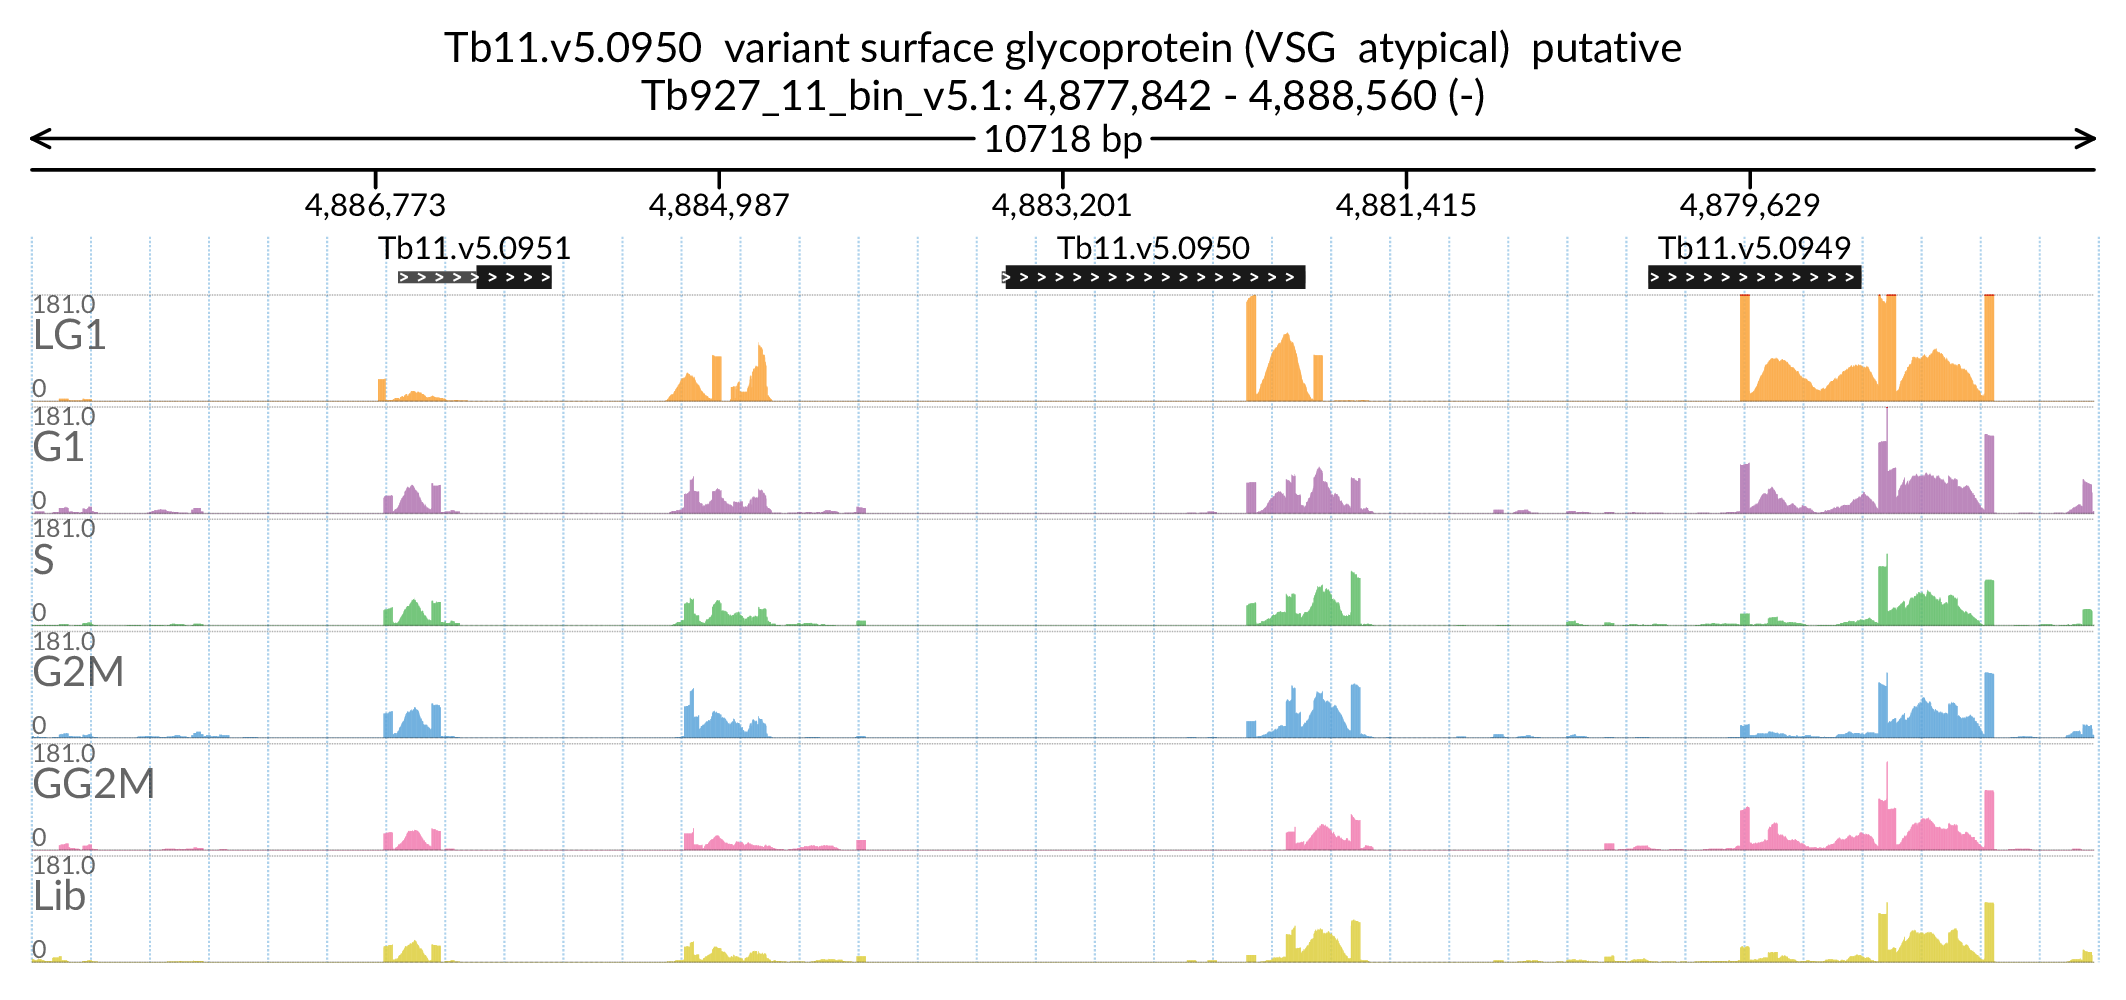 Tb11.v5.0950  variant surface glycoprotein (VSG  atypical)  putative
Tb927_11_bin_v5.1: 4,877,842 - 4,888,560 (-)
10718 bp
4,886,773 4,884,987 4,883,201 4,881,415 4,879,629
Tb11.v5.0951 Tb11.v5.0950 Tb11.v5.0949
181.0
LG1
0
181.0
G1
0
181.0
S
0
181.0
G2M
0
181.0
GG2M
0
181.0
Lib
0